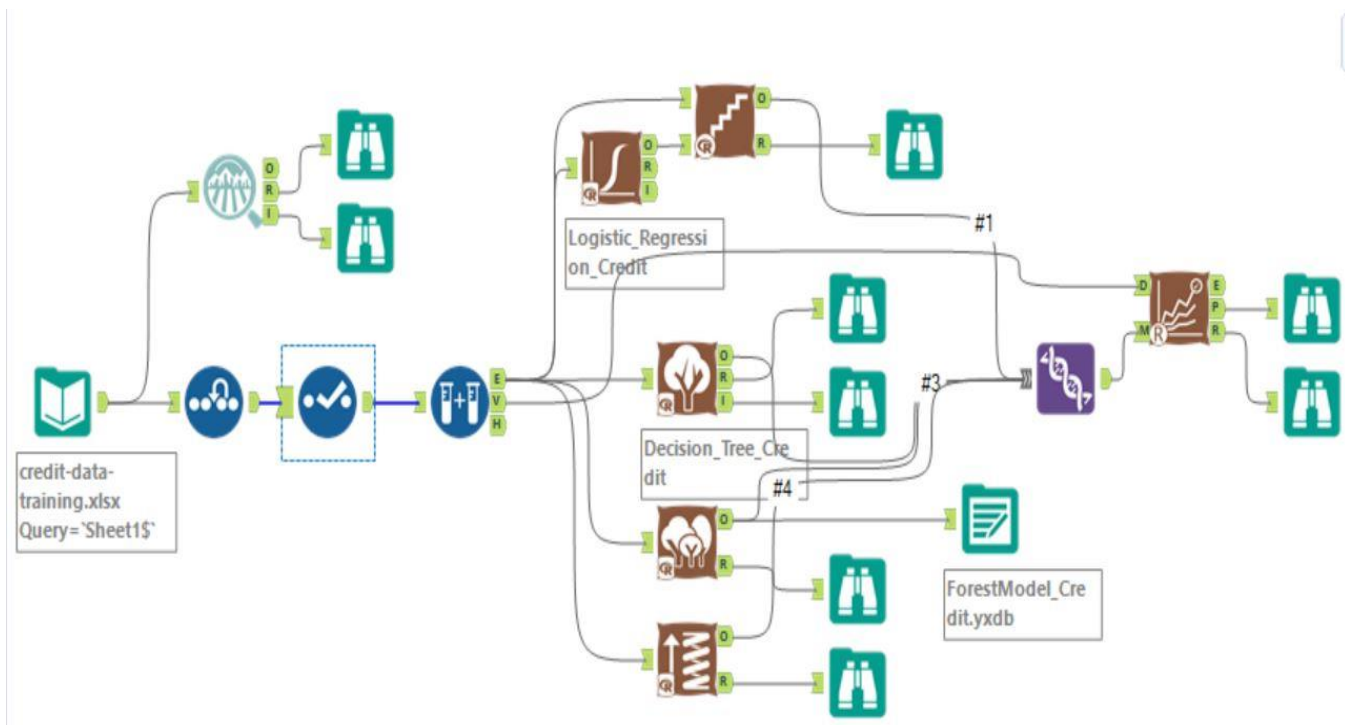 O
R
O
R
I
O
R
I
#1
Logistic_Regressi
on_Credit
D
M
R
E
P
R
E
V
H
O
R
I
#3
credit-data-
training.xlsx
Query=`Sheet1$`
Decision_Tree_Cre
dit
#4
O
R
ForestModel_Cre
dit.yxdb
O
R